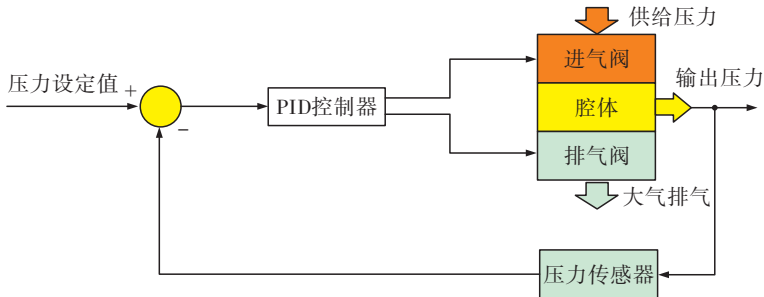 供给压力
进气阀
压力设定值
+
输出压力
PID控制器
腔体
−
排气阀
大气排气
压力传感器